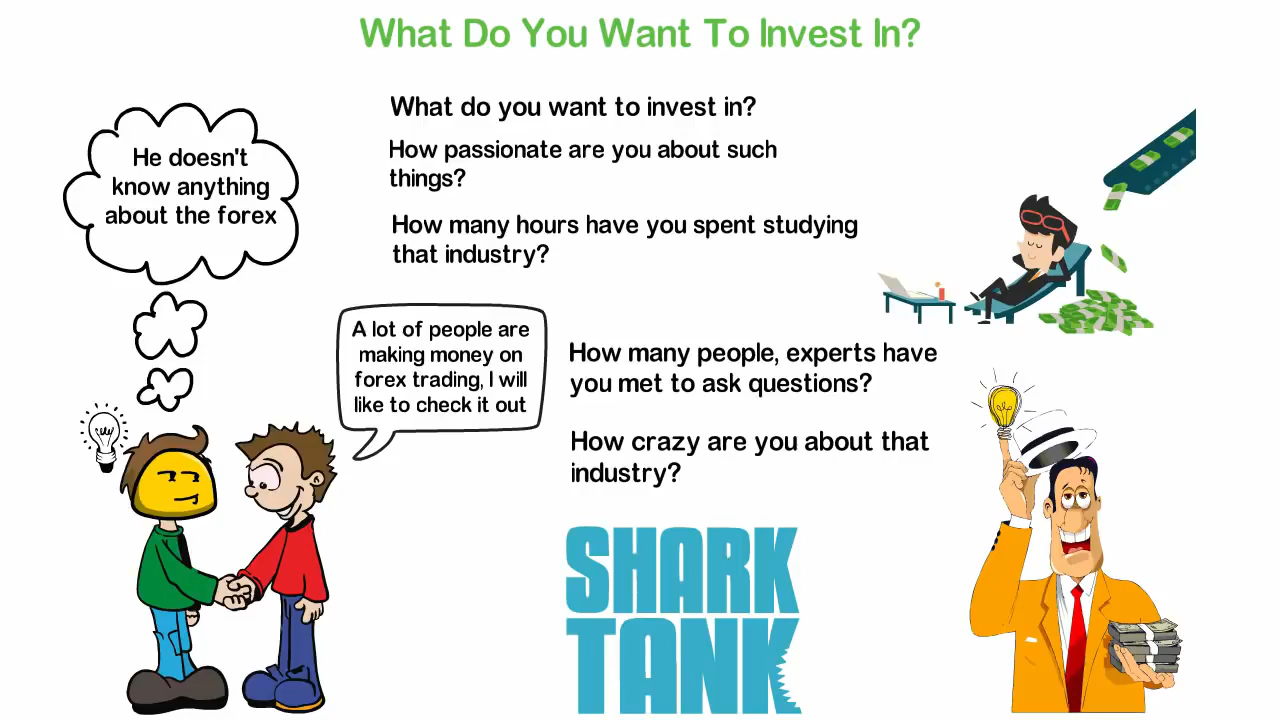 What Do You Want To Invest In?
What do you want to invest in?
How passionate are you about such
things?
How many hours have you spent studying
that industry?
He doesn't
know anything
about the forex
A lot of people are
making money on
forex trading, I will
like to check it out
How many people, experts have
you met to ask questions?
How crazy are you about that
industry?
SHARK
TANK